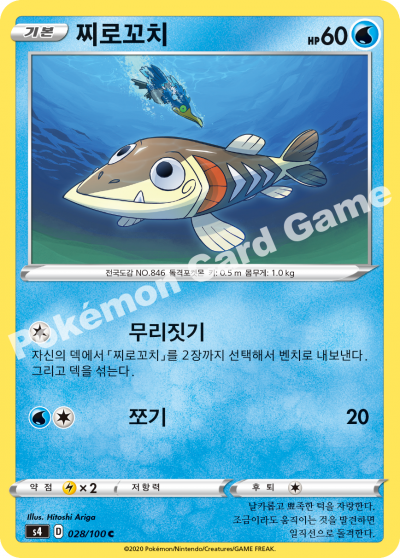 기본 찌로꼬치 HP 60
전국도감 NO.846 돌격포켓몬 키: 0.5 m 몸무게: 1.0 kg
Pokémon Card Game
무리짓기
자신의 덱에서 「찌로꼬치」를 2장까지 선택해서 벤치로 내보낸다.
그리고 덱을 섞는다.
쪼기 20
약점 ×2 저항력 후퇴
Illus. Hitoshi Ariga
s4 D 028/100 C
날카롭고 뾰족한 턱을 자랑한다.
조금이라도 움직이는 것을 발견하면
일직선으로 돌격한다.
©2020 Pokémon/Nintendo/Creatures/GAME FREAK.